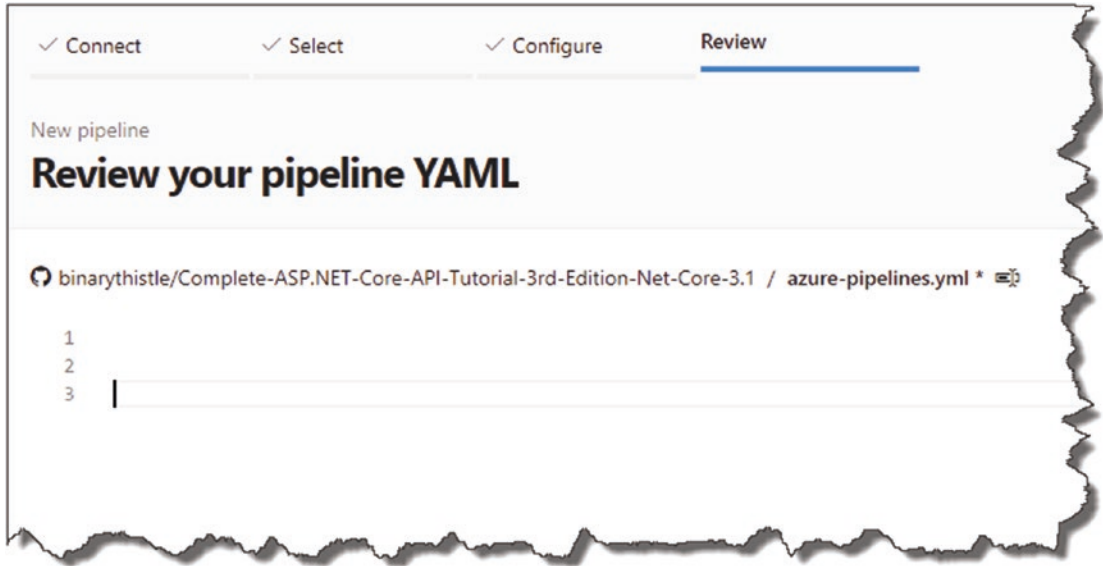 ✓ Connect ✓ Select ✓ Configure Review
New pipeline
Review your pipeline YAML
binarythistle/Complete-ASP.NET-Core-API-Tutorial-3rd-Edition-Net-Core-3.1 / azure-pipelines.yml *
1
2
3